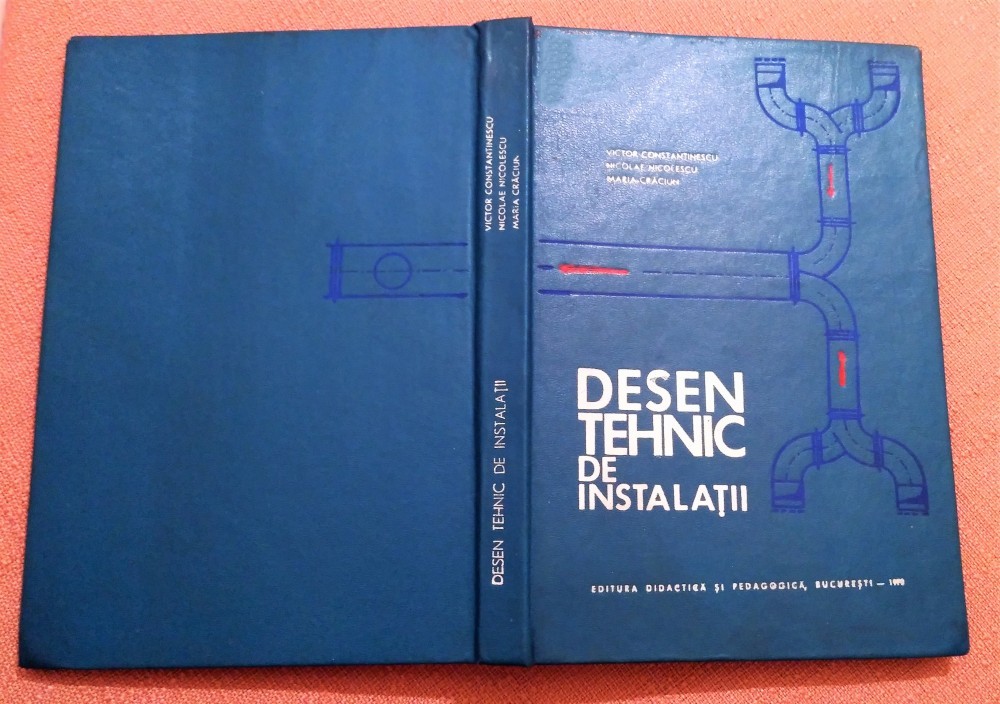 VICTOR CONSTANTINESCU
NICOLAE NICOLESCU
MARIA CRĂCIUN
DESEN TEHNIC DE INSTALAȚII
VICTOR CONSTANTINESCU
NICOLAE NICOLESCU
MARIA CRĂCIUN
DESEN
TEHNIC
DE
INSTALAȚII
EDITURA DIDACTICĂ ȘI PEDAGOGICĂ, BUCUREȘTI —